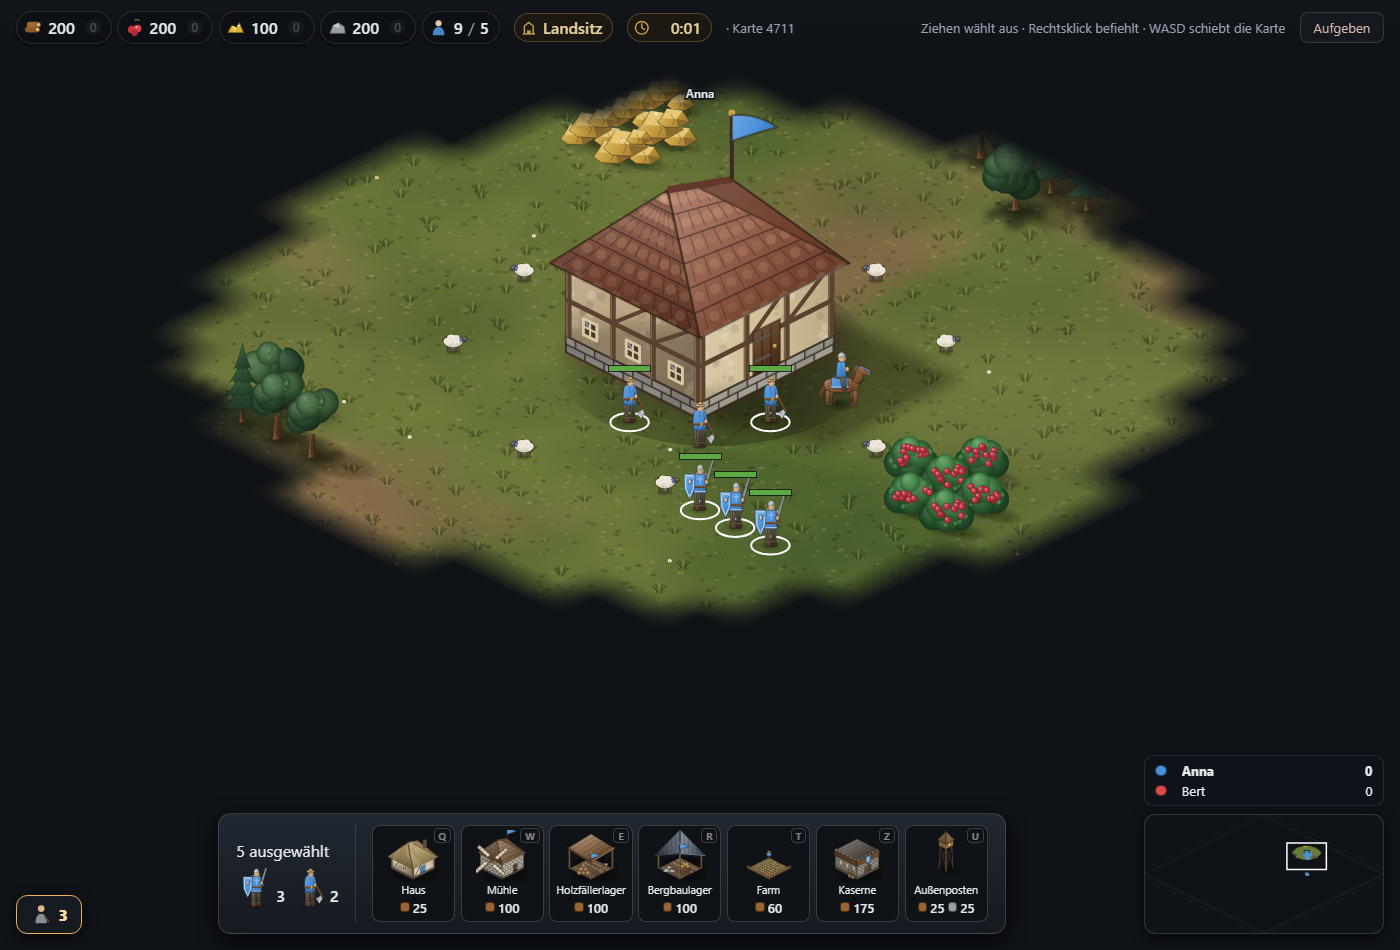 200 0 200 0 100 0 200 0 9 / 5 Landsitz 0:01 · Karte 4711 Ziehen wählt aus · Rechtsklick befiehlt · WASD schiebt die Karte Aufgeben
Anna
Anna 0
Bert 0
5 ausgewählt
3 2
Q W E R T Z U
Haus Mühle Holzfällerlager Bergbaulager Farm Kaserne Außenposten
25 100 100 100 60 175 25 25
3